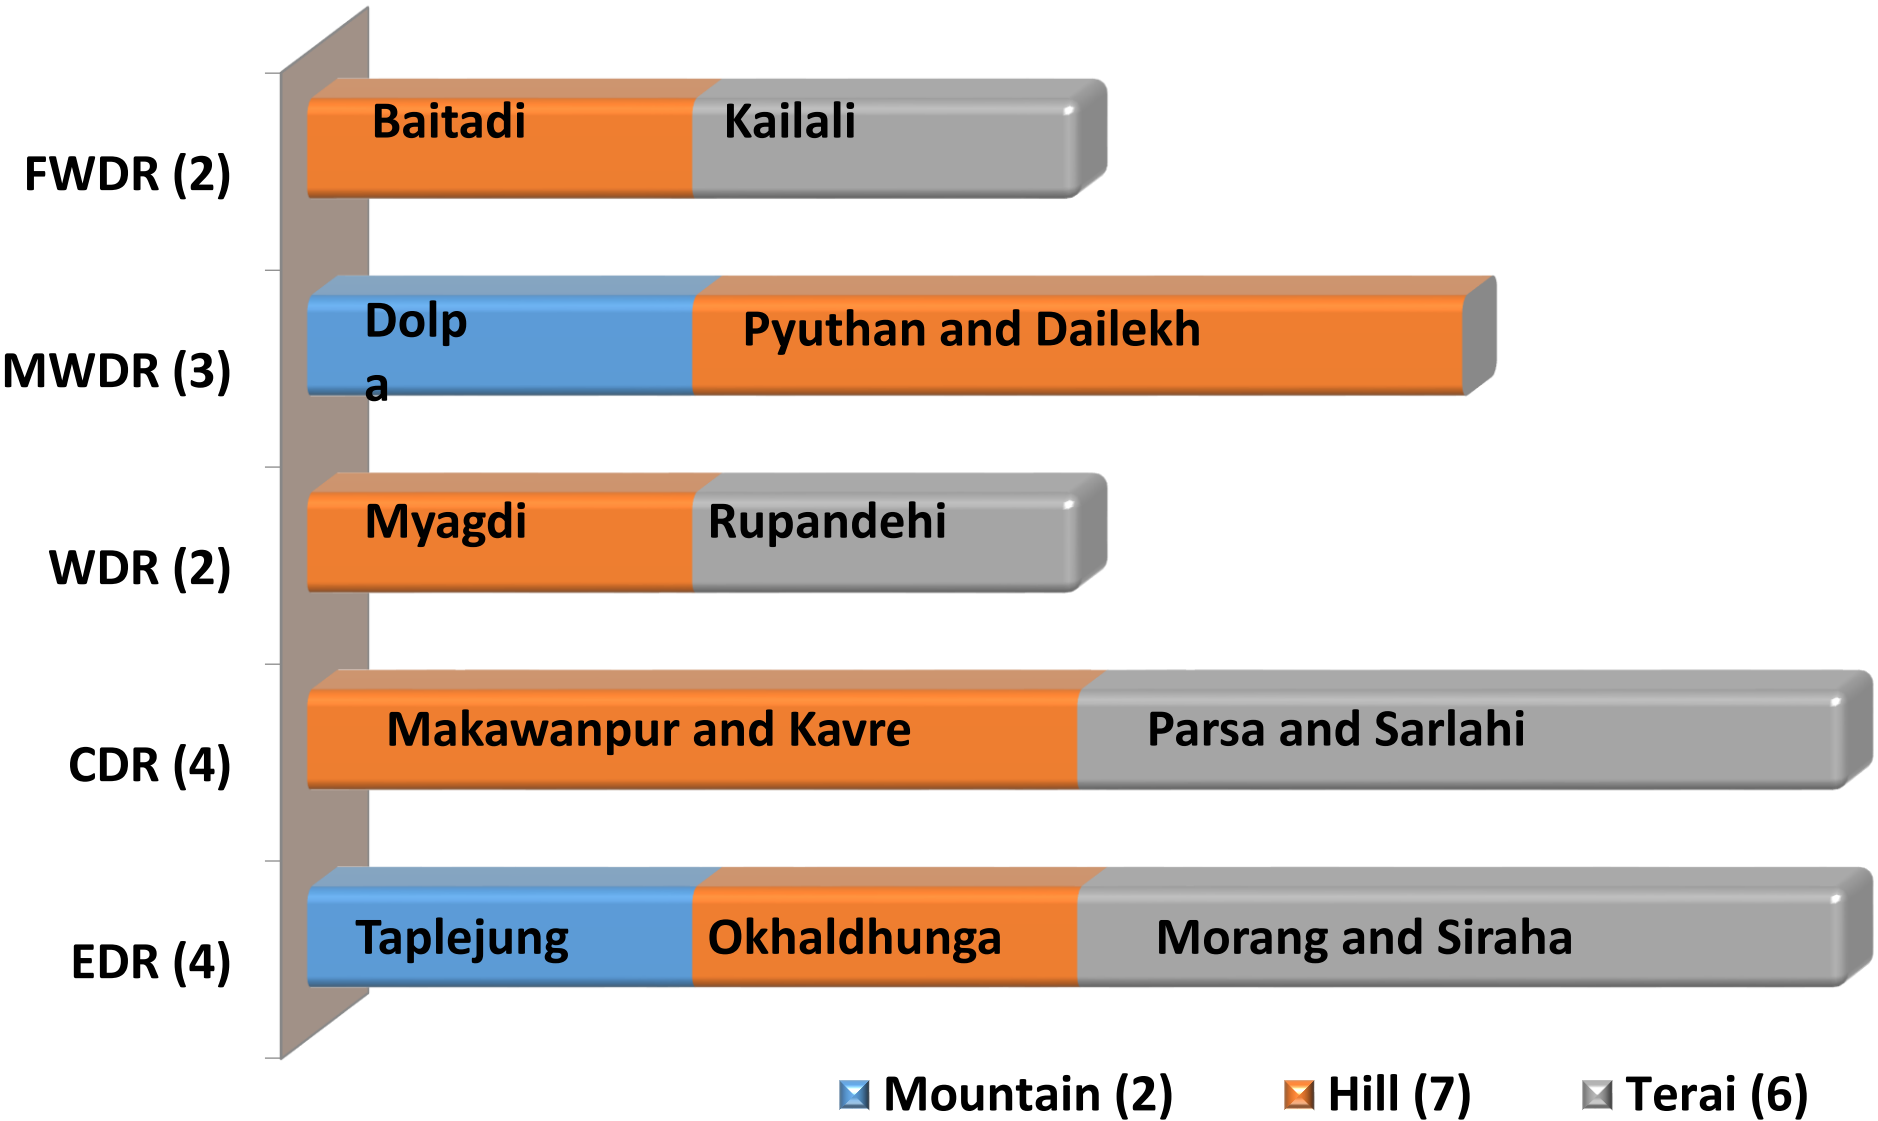 FWDR (2)
Baitadi
Kailali
MWDR (3)
Dolp
a
Pyuthan and Dailekh
WDR (2)
Myagdi
Rupandehi
CDR (4)
Makawanpur and Kavre
Parsa and Sarlahi
EDR (4)
Taplejung
Okhaldhunga
Morang and Siraha
Mountain (2)
Hill (7)
Terai (6)